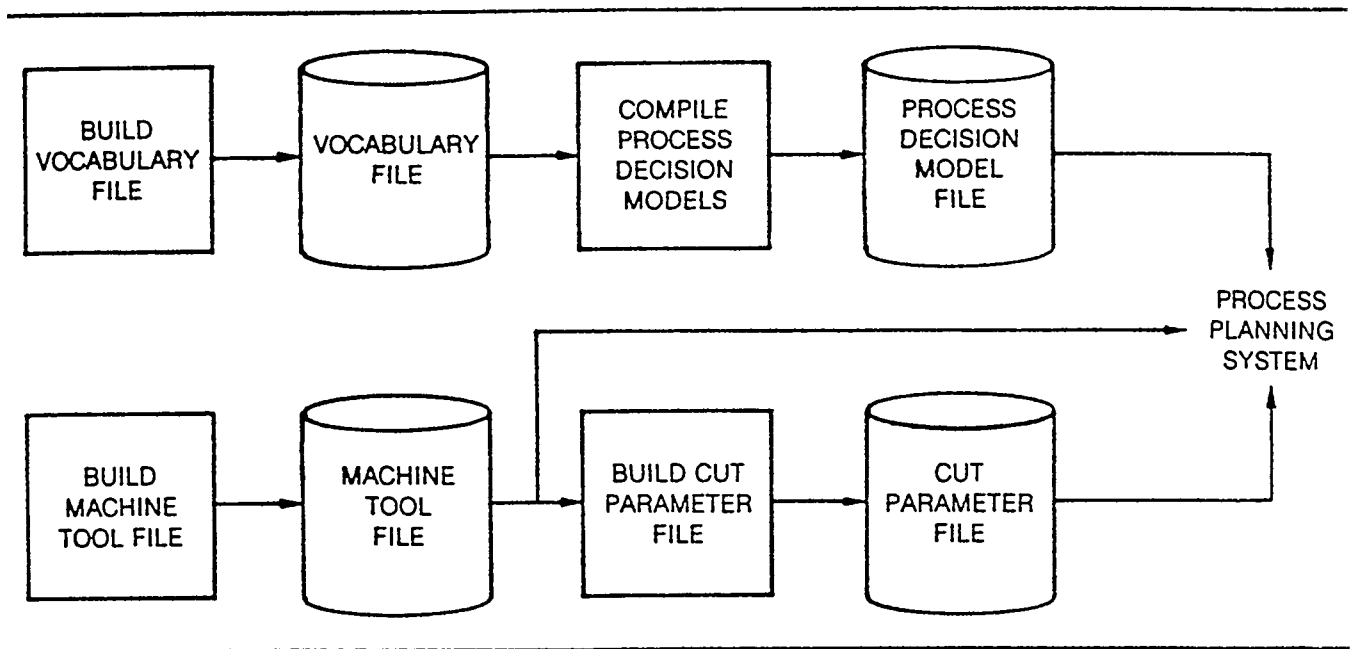 BUILD
VOCABULARY
FILE
VOCABULARY
FILE
COMPILE
PROCESS
DECISION
MODELS
PROCESS
DECISION
MODEL
FILE
PROCESS
PLANNING
SYSTEM
BUILD
MACHINE
TOOL FILE
MACHINE
TOOL
FILE
BUILD CUT
PARAMETER
FILE
CUT
PARAMETER
FILE